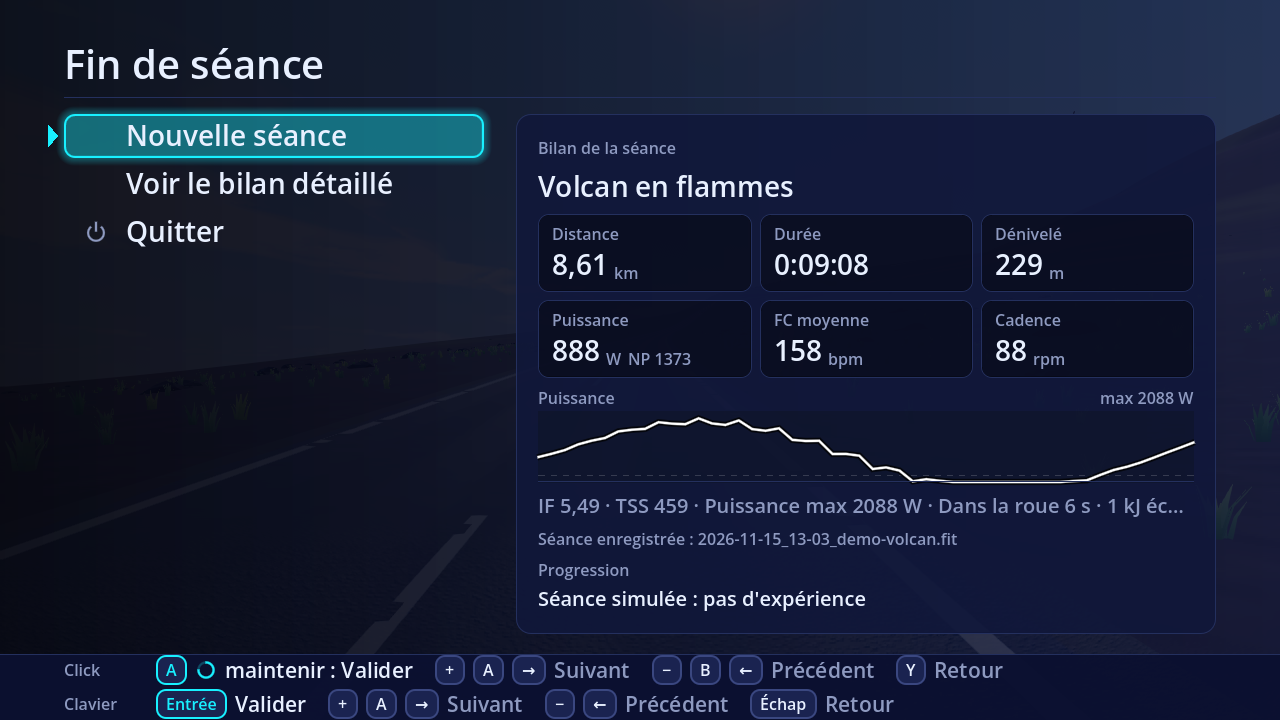 Fin de séance
Nouvelle séance
Voir le bilan détaillé
Quitter
Bilan de la séance
Volcan en flammes
Distance
8,61 km
Durée
0:09:08
Dénivelé
229 m
Puissance
888 W NP 1373
FC moyenne
158 bpm
Cadence
88 rpm
Puissance max 2088 W
IF 5,49 · TSS 459 · Puissance max 2088 W · Dans la roue 6 s · 1 kJ éc...
Séance enregistrée : 2026-11-15_13-03_demo-volcan.fit
Progression
Séance simulée : pas d'expérience
Click A maintenir : Valider + A → Suivant − B ← Précédent Y Retour
Clavier Entrée Valider + A → Suivant − ← Précédent Échap Retour